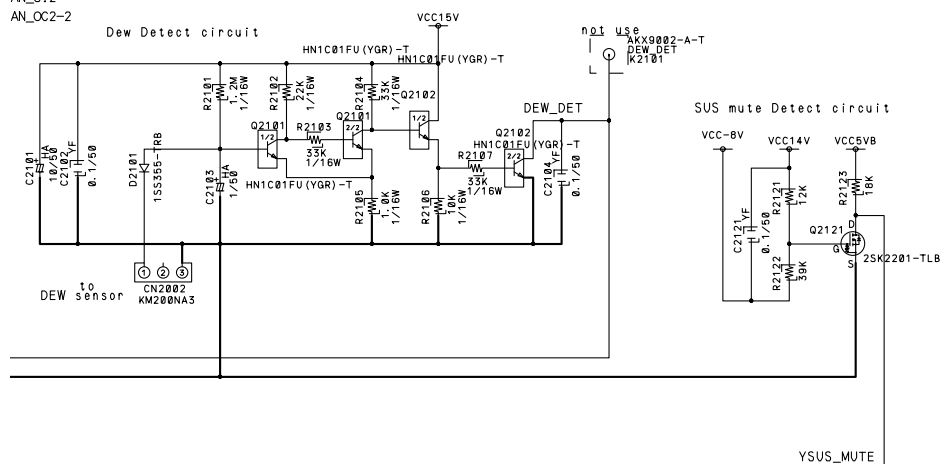 AN_OC2-2
Dew Detect circuit
VCC15V
not use
AKX9002-A-T
DEW_DET
K2101
HN1C01FU(YGR)-T
HN1C01FU(YGR)-T
R2101
1.2M
1/16W
R2102
22K
1/16W
R2104
33K
1/16W
Q2102
1/2
DEW_DET
SUS mute Detect circuit
Q2101
1/2
R2103
33K
1/16W
Q2101
2/2
Q2102
HN1C01FU(YGR)-T
2/2
VCC-8V
VCC14V
VCC5VB
C2101
HA
10/50
C2102
YF
0.1/50
D2101
1SS355-TRB
C2103
HA
1/50
HN1C01FU(YGR)-T
R2105
1.0K
1/16W
R2106
10K
1/16W
R2107
33K
1/16W
C2104
YF
0.1/50
C2121
YF
0.1/50
R2121
12K
R2123
18K
Q2121
D
G
S
2SK2201-TLB
R2122
39K
1
2
3
to
DEW sensor
CN2002
KM200NA3
YSUS_MUTE